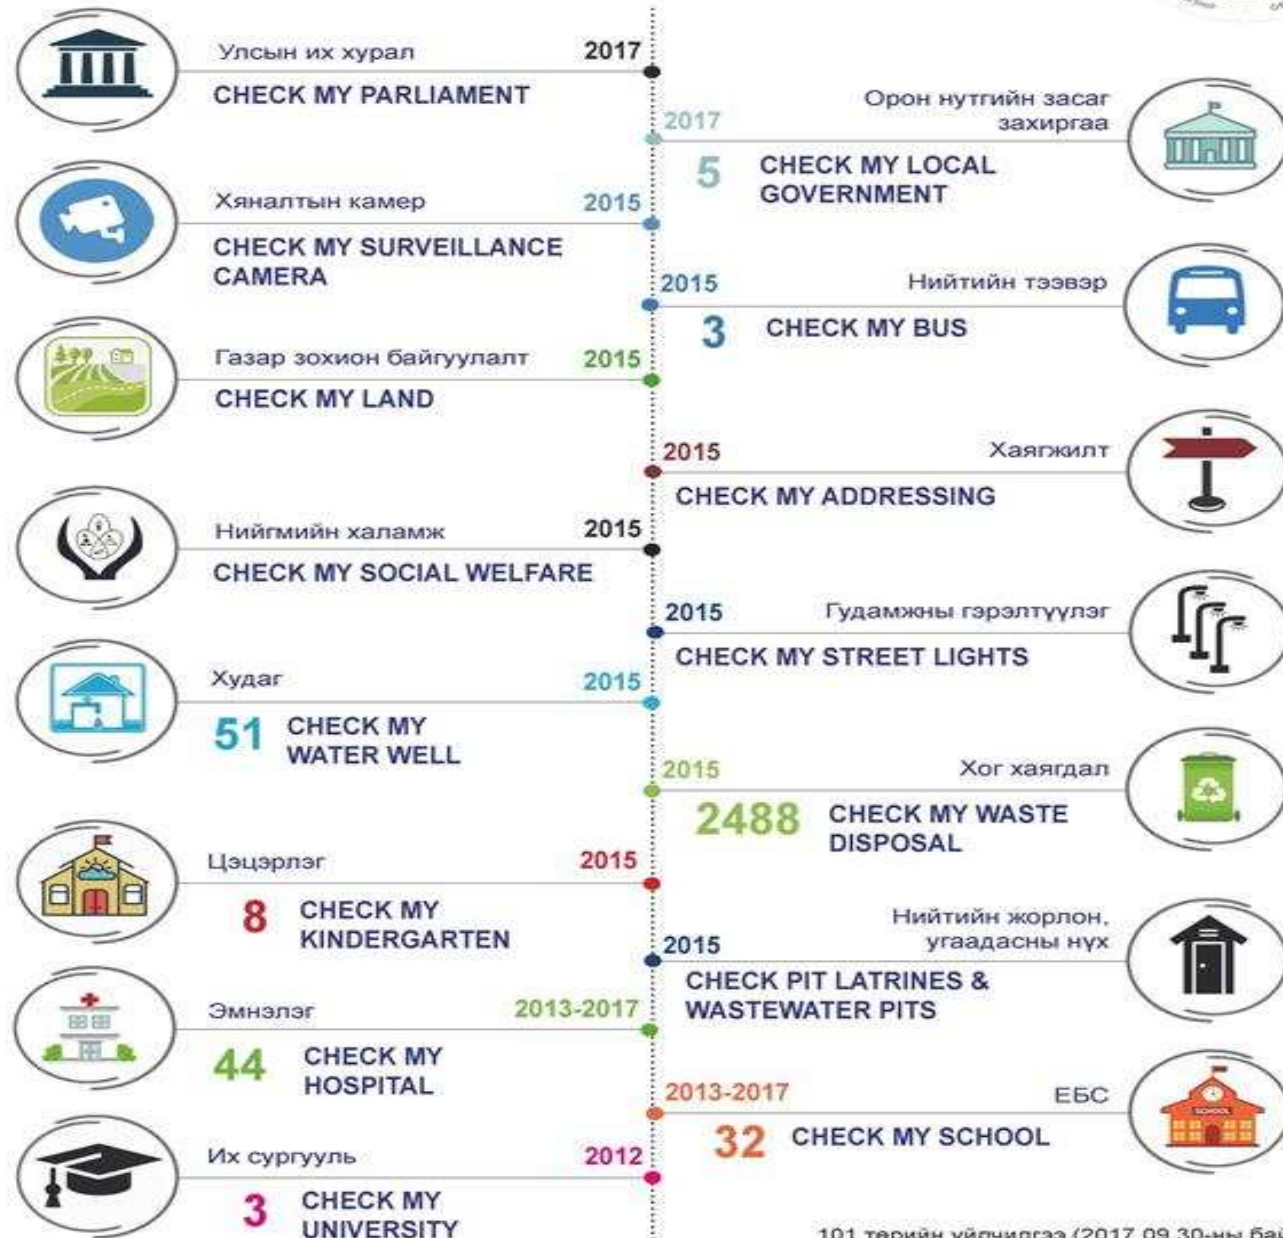 Улсын их хурал 2017
CHECK MY PARLIAMENT
Орон нутгийн засаг
захиргаа
2017
5 CHECK MY LOCAL
GOVERNMENT
Хяналтын камер 2015
CHECK MY SURVEILLANCE
CAMERA
2015 Нийтийн тээвэр
3 CHECK MY BUS
Газар зохион байгуулалт 2015
CHECK MY LAND
2015 Хаягжилт
CHECK MY ADDRESSING
Нийгмийн халамж 2015
CHECK MY SOCIAL WELFARE
2015 Гудамжны гэрэлтүүлэг
CHECK MY STREET LIGHTS
Худаг 2015
51 CHECK MY
WATER WELL
2015 Хог хаягдал
2488 CHECK MY WASTE
DISPOSAL
Цэцэрлэг 2015
8 CHECK MY
KINDERGARTEN
Нийтийн жорлон,
угаадасны нүх
2015
CHECK PIT LATRINES &
WASTEWATER PITS
Эмнэлэг 2013-2017
44 CHECK MY
HOSPITAL
2013-2017 ЕБС
SCHOOL
32 CHECK MY SCHOOL
Их сургууль 2012
3 CHECK MY
UNIVERSITY
101 төрийн үйлчилгээ (2017.09.30-ны